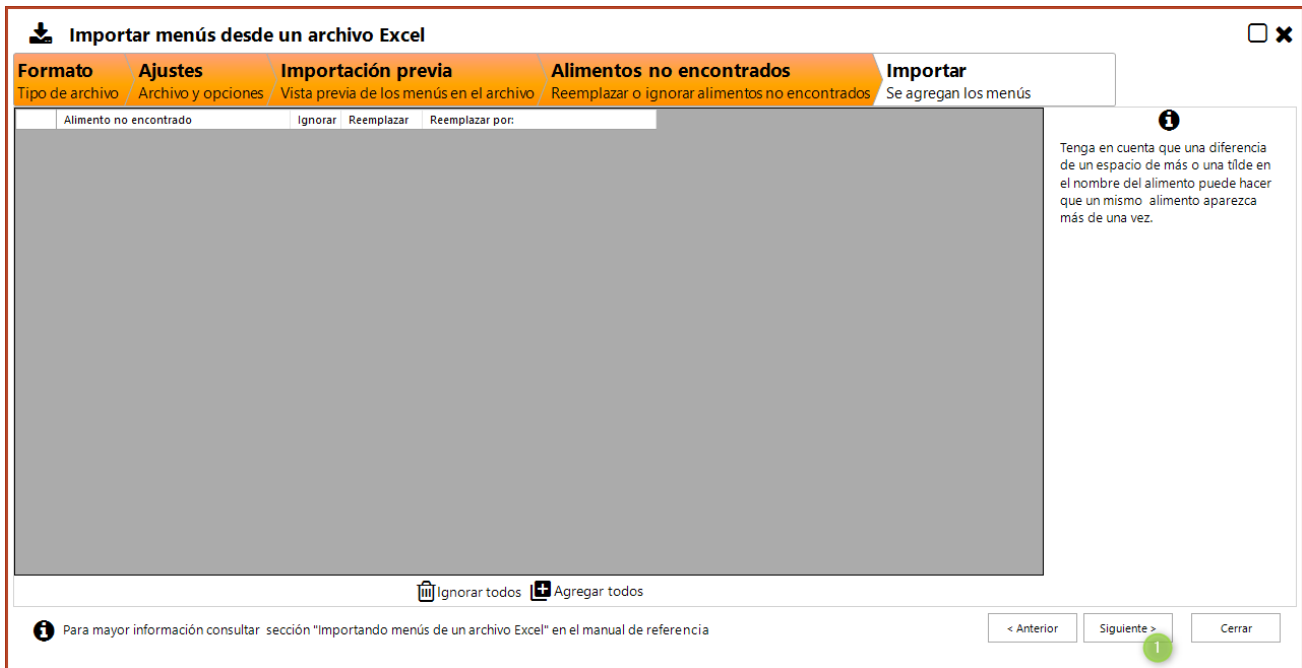 Importar menús desde un archivo Excel
Formato
Tipo de archivo
Ajustes
Archivo y opciones
Importación previa
Vista previa de los menús en el archivo
Alimentos no encontrados
Reemplazar o ignorar alimentos no encontrados
Importar
Se agregan los menús
Alimento no encontrado Ignorar Reemplazar Reemplazar por:
Tenga en cuenta que una diferencia
de un espacio de más o una tílde en
el nombre del alimento puede hacer
que un mismo alimento aparezca
más de una vez.
Ignorar todos Agregar todos
Para mayor información consultar sección "Importando menús de un archivo Excel" en el manual de referencia
< Anterior Siguiente > Cerrar
1